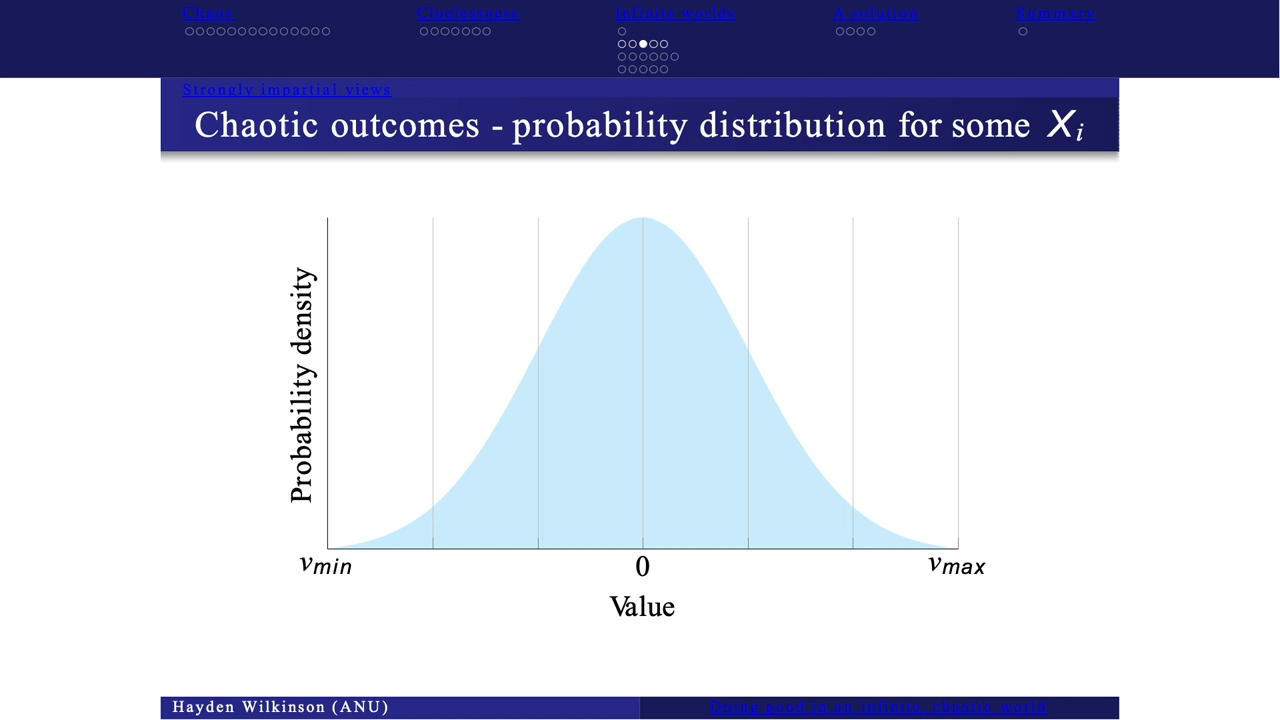 Chaos Cluelessness Infinite worlds A solution Summary
Strongly impartial views
Chaotic outcomes - probability distribution for some Xi
Probability density
vmin 0 vmax
Value
Hayden Wilkinson (ANU) Doing good in an infinite, chaotic world